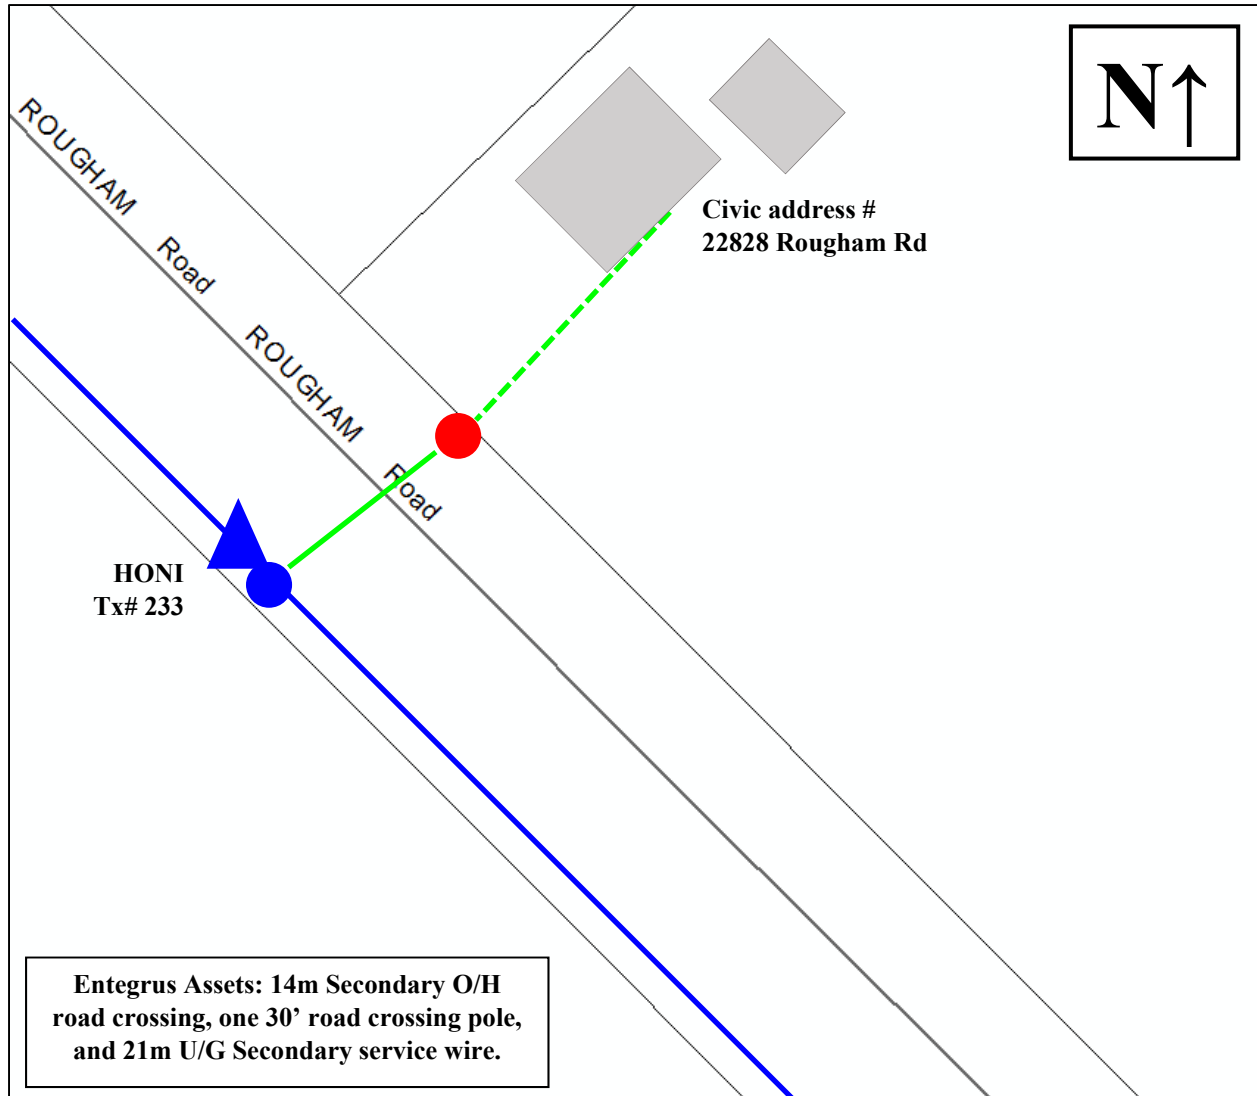 N↑
ROUGHAM Road ROUGHAM Road
Civic address #
22828 Rougham Rd
HONI
Tx# 233
Entegrus Assets: 14m Secondary O/H
road crossing, one 30’ road crossing pole,
and 21m U/G Secondary service wire.